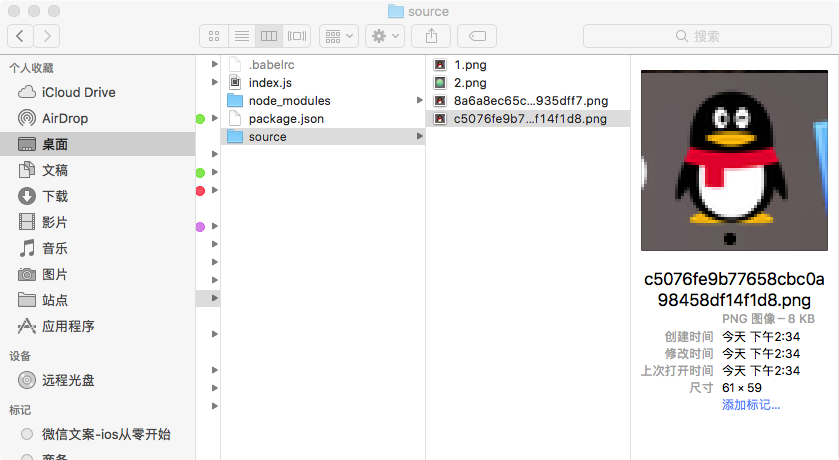 source
搜索
个人收藏
iCloud Drive
AirDrop
桌面
文稿
下载
影片
音乐
图片
站点
应用程序
设备
远程光盘
标记
微信文案-ios从零开始
.babelrc
index.js
node_modules
package.json
source
1.png
2.png
8a6a8ec65c...935dff7.png
c5076fe9b7...f14f1d8.png
c5076fe9b77658cbc0a
98458df14f1d8.png
PNG 图像 – 8 KB
创建时间 今天 下午2:34
修改时间 今天 下午2:34
上次打开时间 今天 下午2:34
尺寸 61 × 59
添加标记...